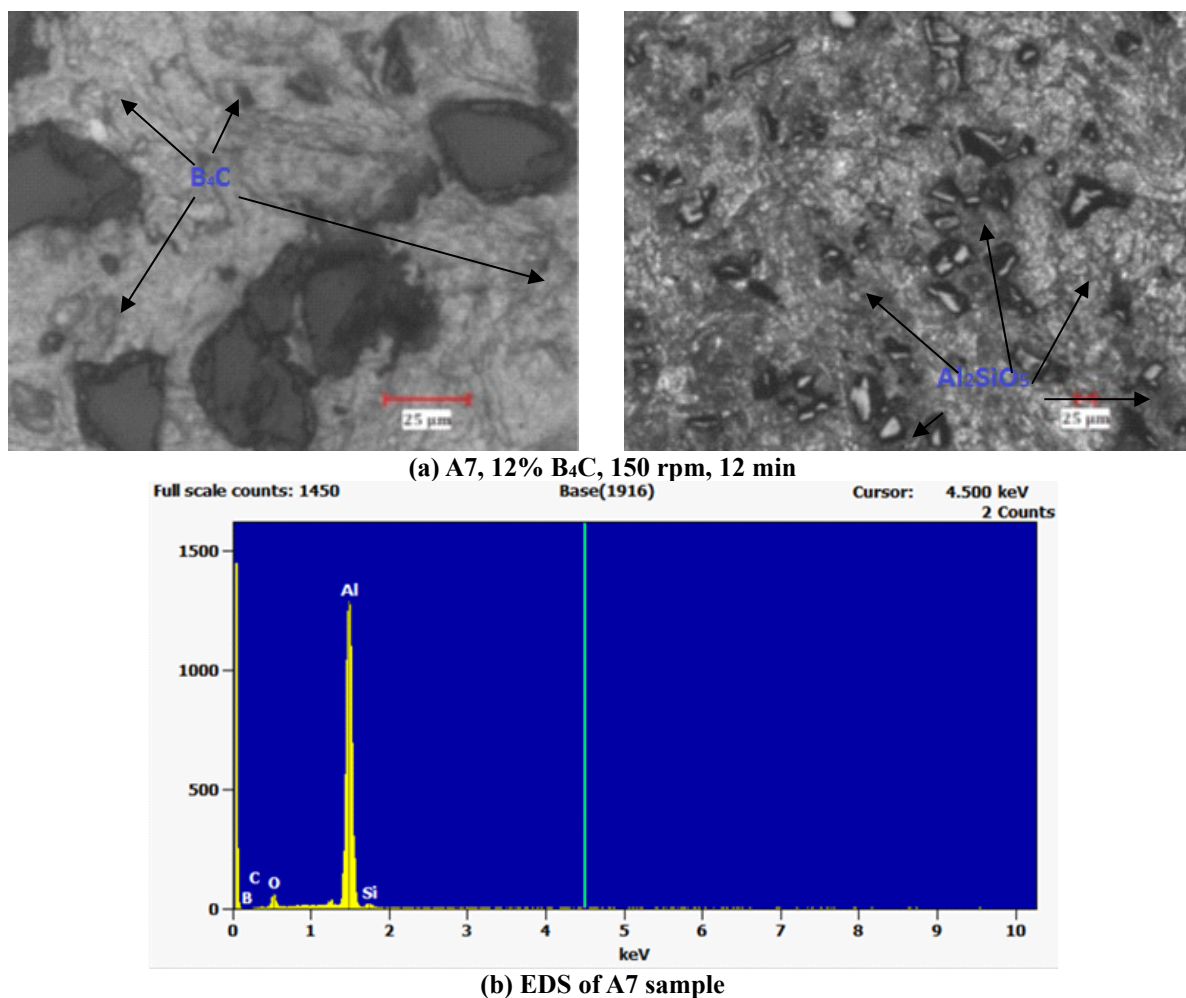 B₄C
25 µm
Al₂SiO₅
25 µm
(a) A7, 12% B₄C, 150 rpm, 12 min
Full scale counts: 1450 Base(1916) Cursor: 4.500 keV
2 Counts
1500
1000
500
0
Al
C
B
O
Si
0 1 2 3 4 5 6 7 8 9 10
keV
(b) EDS of A7 sample